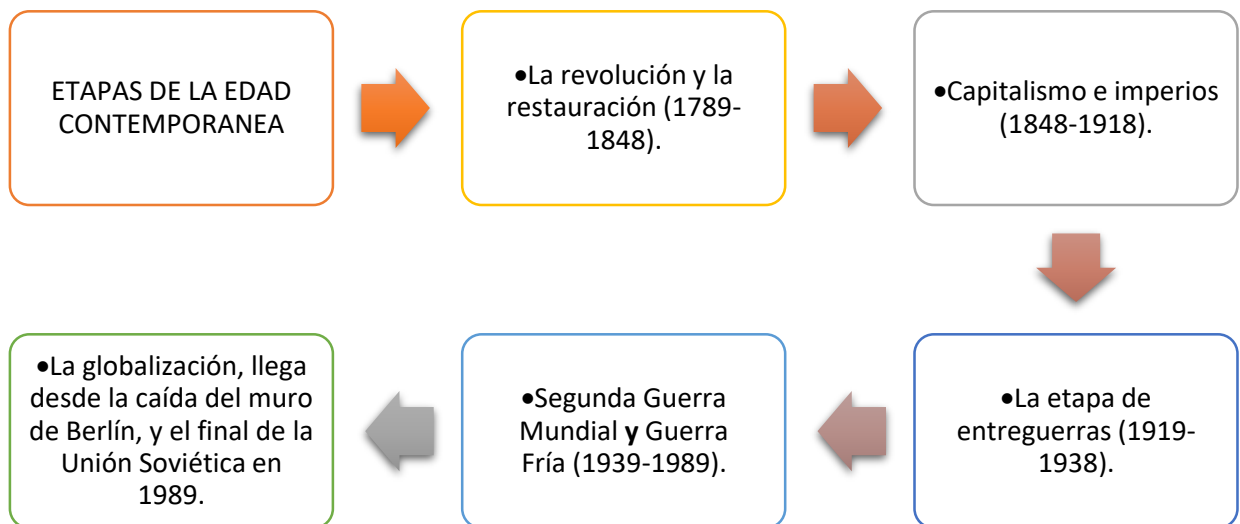 ETAPAS DE LA EDAD
CONTEMPORANEA
•La revolución y la
restauración (1789-
1848).
•Capitalismo e imperios
(1848-1918).
•La etapa de
entreguerras (1919-
1938).
•Segunda Guerra
Mundial y Guerra
Fría (1939-1989).
•La globalización, llega
desde la caída del muro
de Berlín, y el final de la
Unión Soviética en
1989.